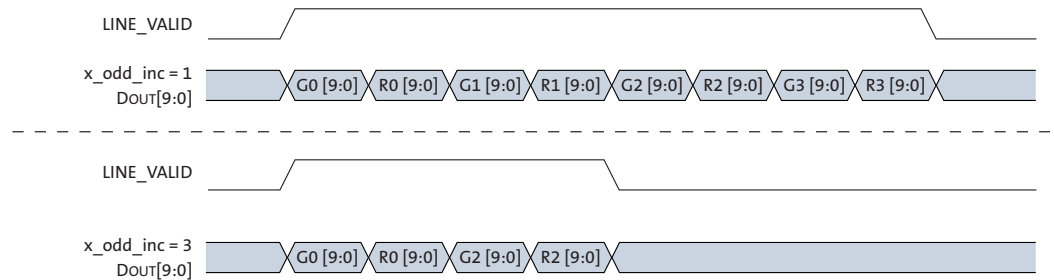 LINE_VALID
x_odd_inc = 1
DOUT[9:0]
G0 [9:0] R0 [9:0] G1 [9:0] R1 [9:0] G2 [9:0] R2 [9:0] G3 [9:0] R3 [9:0]
LINE_VALID
x_odd_inc = 3
DOUT[9:0]
G0 [9:0] R0 [9:0] G2 [9:0] R2 [9:0]